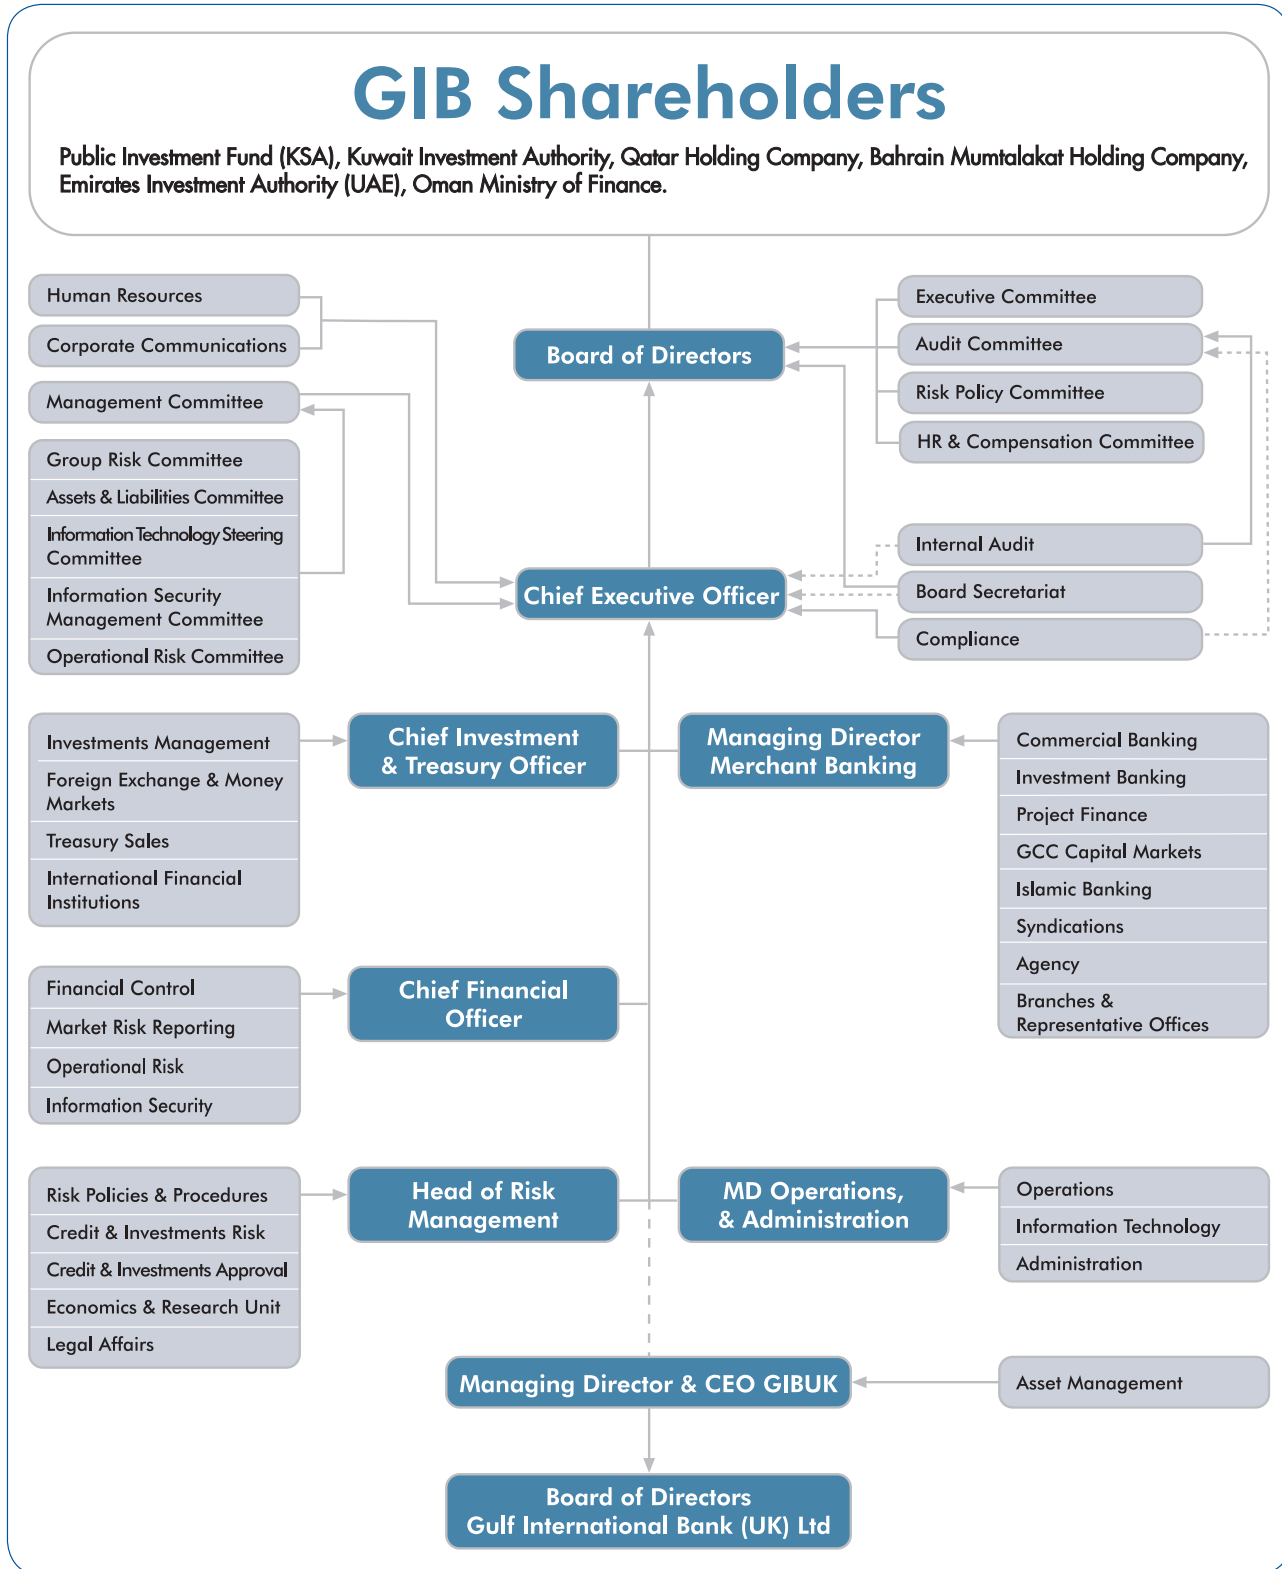 GIB Shareholders
Public Investment Fund (KSA), Kuwait Investment Authority, Qatar Holding Company, Bahrain Mumtalakat Holding Company,
Emirates Investment Authority (UAE), Oman Ministry of Finance.
Human Resources
Corporate Communications
Management Committee
Group Risk Committee
Assets & Liabilities Committee
Information Technology Steering
Committee
Information Security
Management Committee
Operational Risk Committee
Board of Directors
Executive Committee
Audit Committee
Risk Policy Committee
HR & Compensation Committee
Internal Audit
Board Secretariat
Compliance
Chief Executive Officer
Investments Management
Foreign Exchange & Money
Markets
Treasury Sales
International Financial
Institutions
Chief Investment
& Treasury Officer
Managing Director
Merchant Banking
Commercial Banking
Investment Banking
Project Finance
GCC Capital Markets
Islamic Banking
Syndications
Agency
Branches &
Representative Offices
Financial Control
Market Risk Reporting
Operational Risk
Information Security
Chief Financial
Officer
Risk Policies & Procedures
Credit & Investments Risk
Credit & Investments Approval
Economics & Research Unit
Legal Affairs
Head of Risk
Management
MD Operations,
& Administration
Operations
Information Technology
Administration
Managing Director & CEO GIBUK
Asset Management
Board of Directors
Gulf International Bank (UK) Ltd